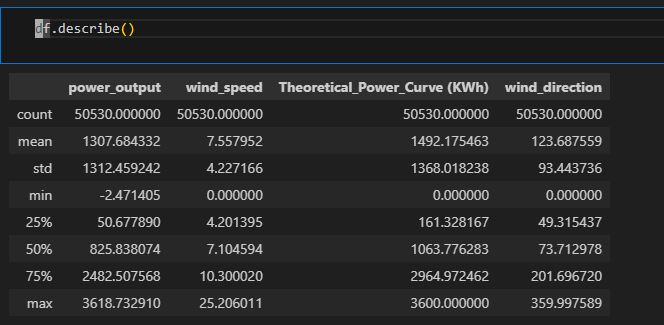 df.describe()
power_output wind_speed Theoretical_Power_Curve (KWh) wind_direction
count 50530.000000 50530.000000 50530.000000 50530.000000
mean 1307.684332 7.557952 1492.175463 123.687559
std 1312.459242 4.227166 1368.018238 93.443736
min -2.471405 0.000000 0.000000 0.000000
25% 50.677890 4.201395 161.328167 49.315437
50% 825.838074 7.104594 1063.776283 73.712978
75% 2482.507568 10.300020 2964.972462 201.696720
max 3618.732910 25.206011 3600.000000 359.997589